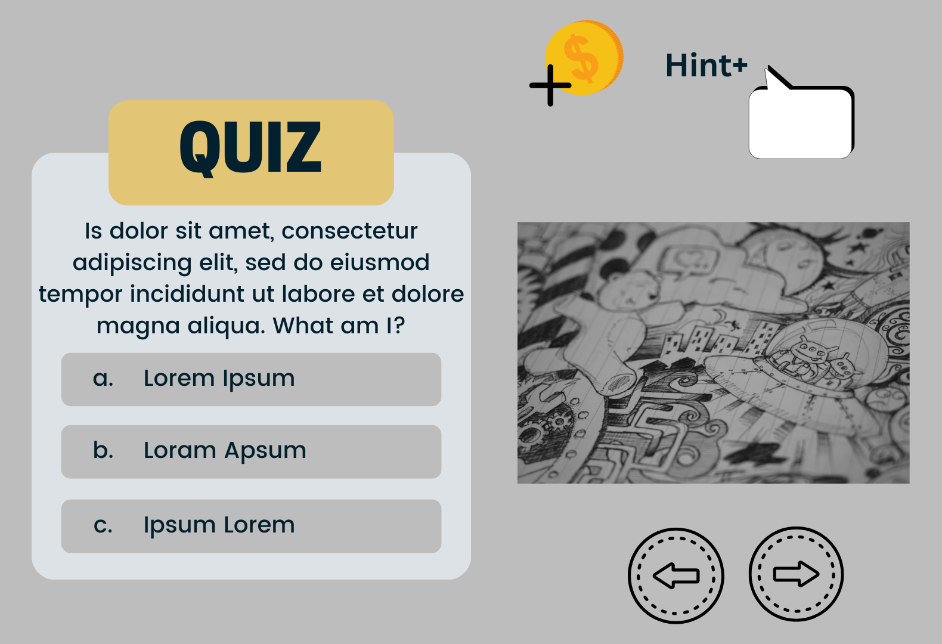 Hint+
QUIZ
Is dolor sit amet, consectetur
adipiscing elit, sed do eiusmod
tempor incididunt ut labore et dolore
magna aliqua. What am I?
a. Lorem Ipsum
b. Loram Apsum
c. Ipsum Lorem